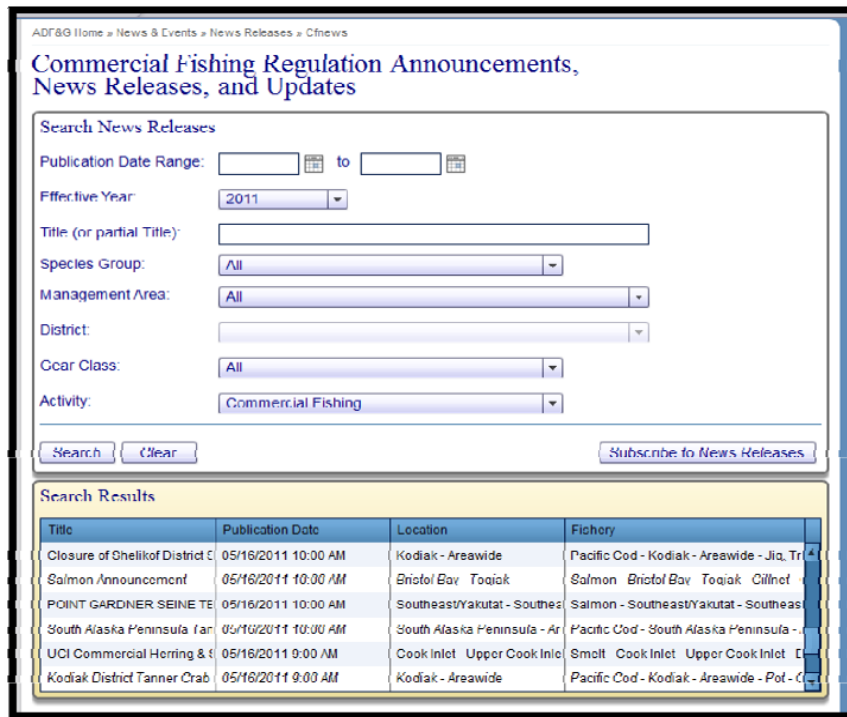 ADF&G Home » News & Events » News Releases » Cfnews
Commercial Fishing Regulation Announcements,
News Releases, and Updates
Search News Releases
Publication Date Range: to
Effective Year: 2011
Title (or partial Title):
Species Group: All
Management Area: All
District:
Gear Class: All
Activity: Commercial Fishing
Search Clear Subscribe to News Releases
Search Results
Title Publication Date Location Fishery
Closure of Shelikof District 05/16/2011 10:00 AM Kodiak - Areawide Pacific Cod - Kodiak - Areawide - Jig,
Salmon Announcement 05/16/2011 10:00 AM Bristol Bay Togiak Salmon Bristol Bay Togiak Gillnet
POINT GARDNER SEINE TE 05/16/2011 10:00 AM Southeast/Yakutat - Southea Salmon - Southeast/Yakutat - Southeast
South Alaska Peninsula Tan 05/16/2011 10:00 AM South Alaska Peninsula - Ar Pacific Cod - South Alaska Peninsula -
UCI Commercial Herring & 05/16/2011 9:00 AM Cook Inlet Upper Cook Inle Smelt Cook Inlet Upper Cook Inlet
Kodiak District Tanner Crab 05/16/2011 9:00 AM Kodiak - Areawide Pacific Cod - Kodiak - Areawide - Pot -